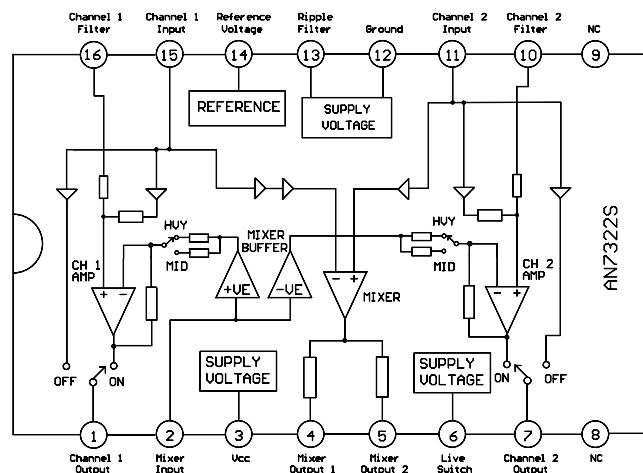 Channel 1 Filter
Channel 1 Input
Reference Voltage
Ripple Filter
Ground
Channel 2 Input
Channel 2 Filter
NC
16
15
14
13
12
11
10
9
REFERENCE
SUPPLY VOLTAGE
HVY
MID
MIXER BUFFER
HVY
MID
CH 1 AMP
+ −
+VE
−VE
− +
MIXER
− +
CH 2 AMP
AN7322S
OFF
ON
SUPPLY VOLTAGE
SUPPLY VOLTAGE
ON
OFF
1
2
3
4
5
6
7
8
Channel 1 Output
Mixer Input
Vcc
Mixer Output 1
Mixer Output 2
Live Switch
Channel 2 Output
NC